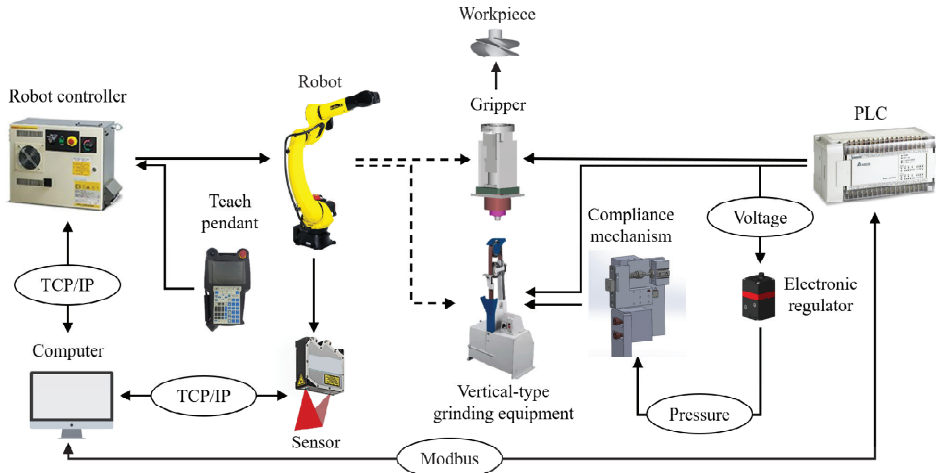 Workpiece
Robot
Robot controller
Gripper
PLC
Teach
pendant
Compliance
mechanism
Voltage
TCP/IP
Electronic
regulator
Computer
TCP/IP
Vertical-type
grinding equipment
Pressure
Sensor
Modbus